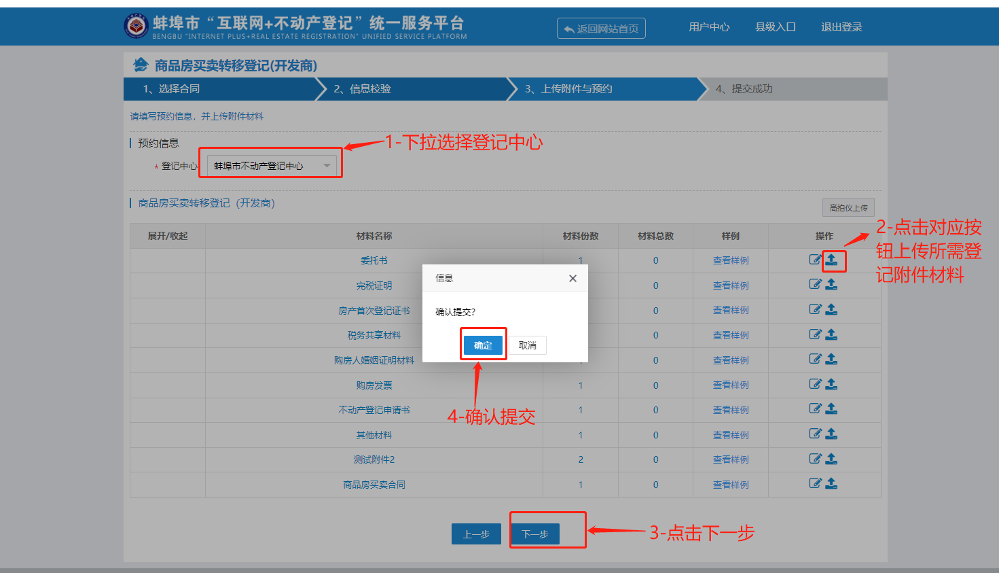 蚌埠市“互联网+不动产登记”统一服务平台
BENGBU "INTERNET PLUS+REAL ESTATE REGISTRATION" UNIFIED SERVICE PLATFORM
返回网站首页
用户中心
县级入口
退出登录
商品房买卖转移登记(开发商)
1、选择合同
2、信息校验
3、上传附件与预约
4、提交成功
请填写预约信息，并上传附件材料
预约信息
1-下拉选择登记中心
* 登记中心
蚌埠市不动产登记中心
商品房买卖转移登记（开发商）
高拍仪上传
2-点击对应按
钮上传所需登
记附件材料
展开/收起 材料名称 材料份数 材料总数 样例 操作
委托书 1 0 查看样例
完税证明 0 查看样例
房产首次登记证书 0 查看样例
税务共享材料 0 查看样例
购房人婚姻证明材料 0 查看样例
购房发票 1 0 查看样例
不动产登记申请书 1 0 查看样例
其他材料 1 0 查看样例
测试附件2 2 0 查看样例
商品房买卖合同 1 0 查看样例
信息
确认提交?
确定
取消
4-确认提交
上一步
下一步
3-点击下一步